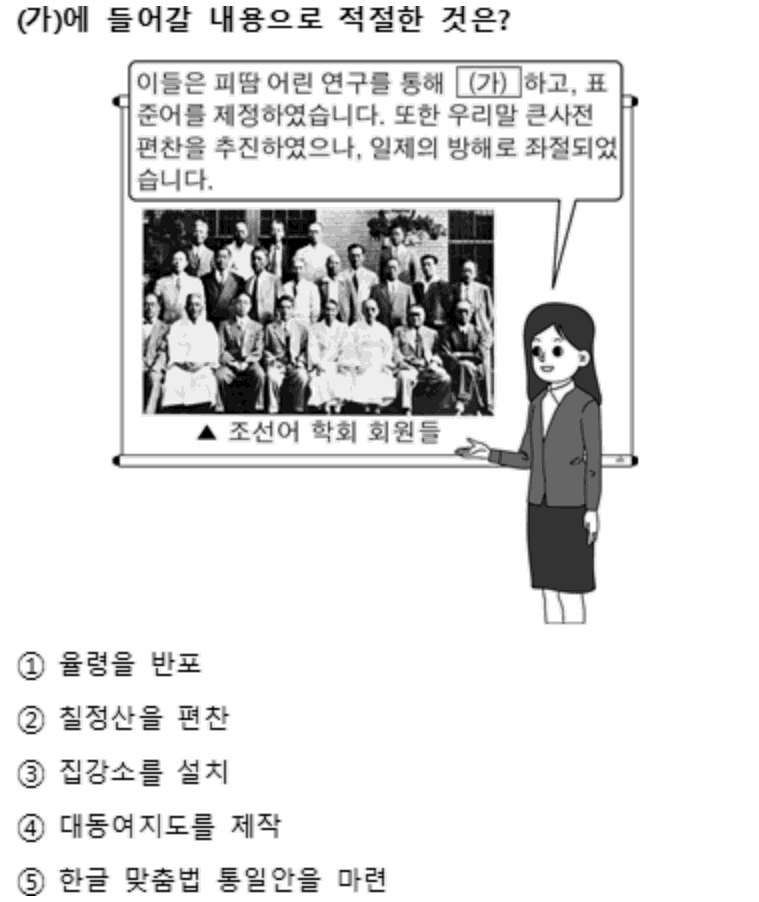 (가)에 들어갈 내용으로 적절한 것은?
이들은 피땀 어린 연구를 통해 (가) 하고, 표
준어를 제정하였습니다. 또한 우리말 큰사전
편찬을 추진하였으나, 일제의 방해로 좌절되었
습니다.
▲ 조선어 학회 회원들
① 율령을 반포
② 칠정산을 편찬
③ 집강소를 설치
④ 대동여지도를 제작
⑤ 한글 맞춤법 통일안을 마련